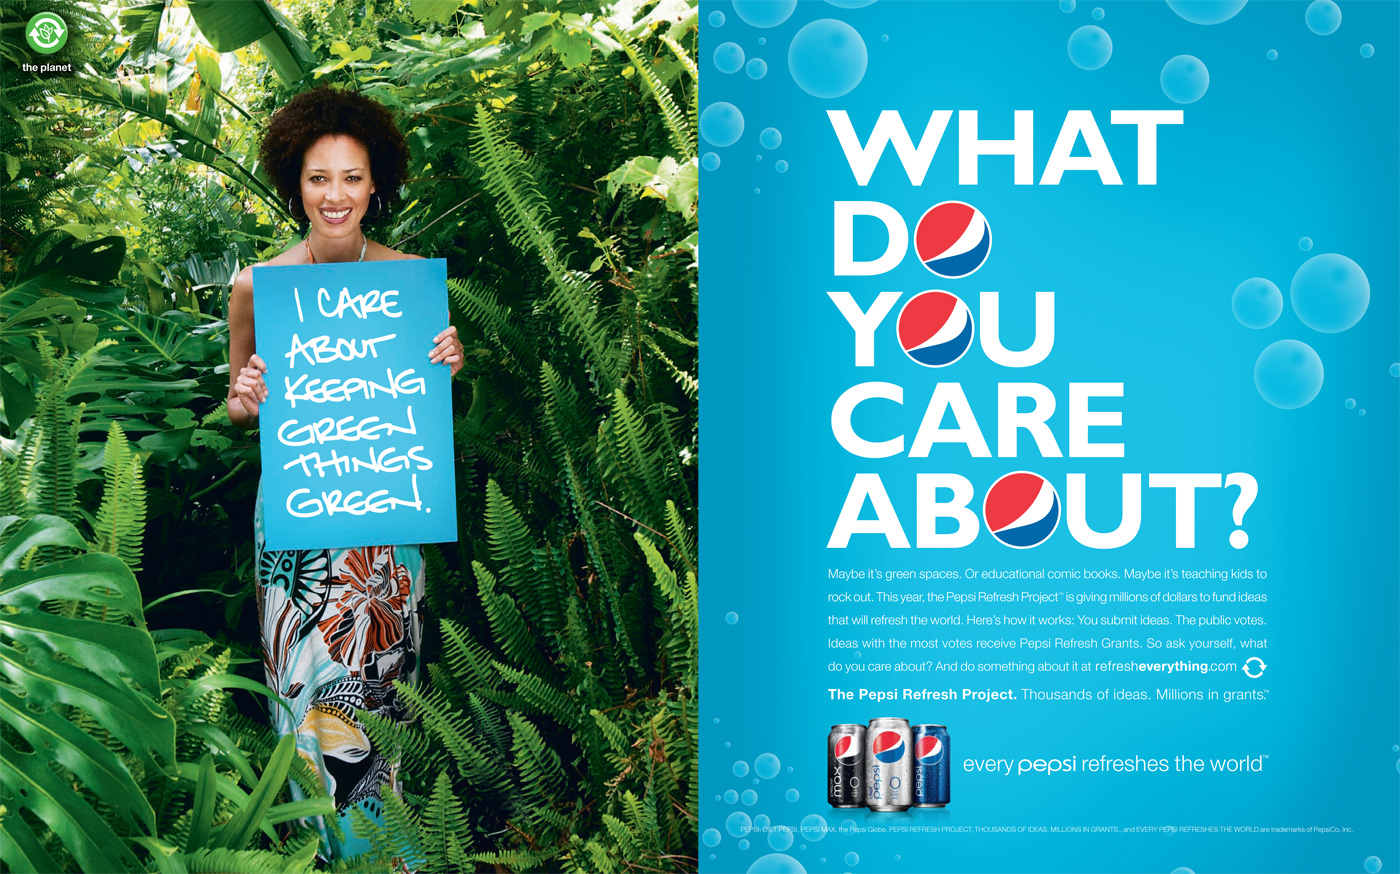 the planet
I CARE
ABOUT
KEEPING
GREEN
THINGS
GREEN.
WHAT
DO
YOU
CARE
ABOUT?
Maybe it's green spaces. Or educational comic books. Maybe it's teaching kids to
rock out. This year, the Pepsi Refresh Project™ is giving millions of dollars to fund ideas
that will refresh the world. Here's how it works: You submit ideas. The public votes.
Ideas with the most votes receive Pepsi Refresh Grants. So ask yourself, what
do you care about? And do something about it at refresheverything.com
The Pepsi Refresh Project. Thousands of ideas. Millions in grants.™
max
pepsi
pepsi
every pepsi refreshes the world™
PEPSI, DIET PEPSI, PEPSI MAX, the Pepsi Globe, PEPSI REFRESH PROJECT, THOUSANDS OF IDEAS. MILLIONS IN GRANTS., and EVERY PEPSI REFRESHES THE WORLD are trademarks of PepsiCo, Inc.